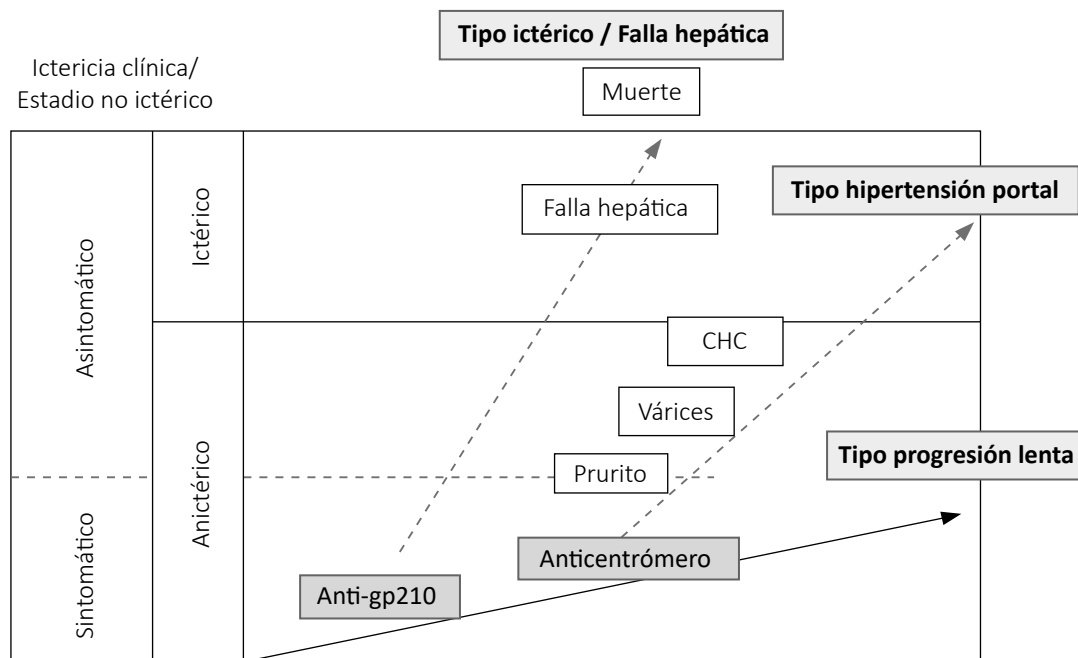 Tipo ictérico / Falla hepática
Ictericia clínica/
Estadio no ictérico
Muerte
Asintomático
Ictérico
Falla hepática
Tipo hipertensión portal
CHC
Várices
Tipo progresión lenta
Prurito
Sintomático
Anictérico
Anticentrómero
Anti-gp210